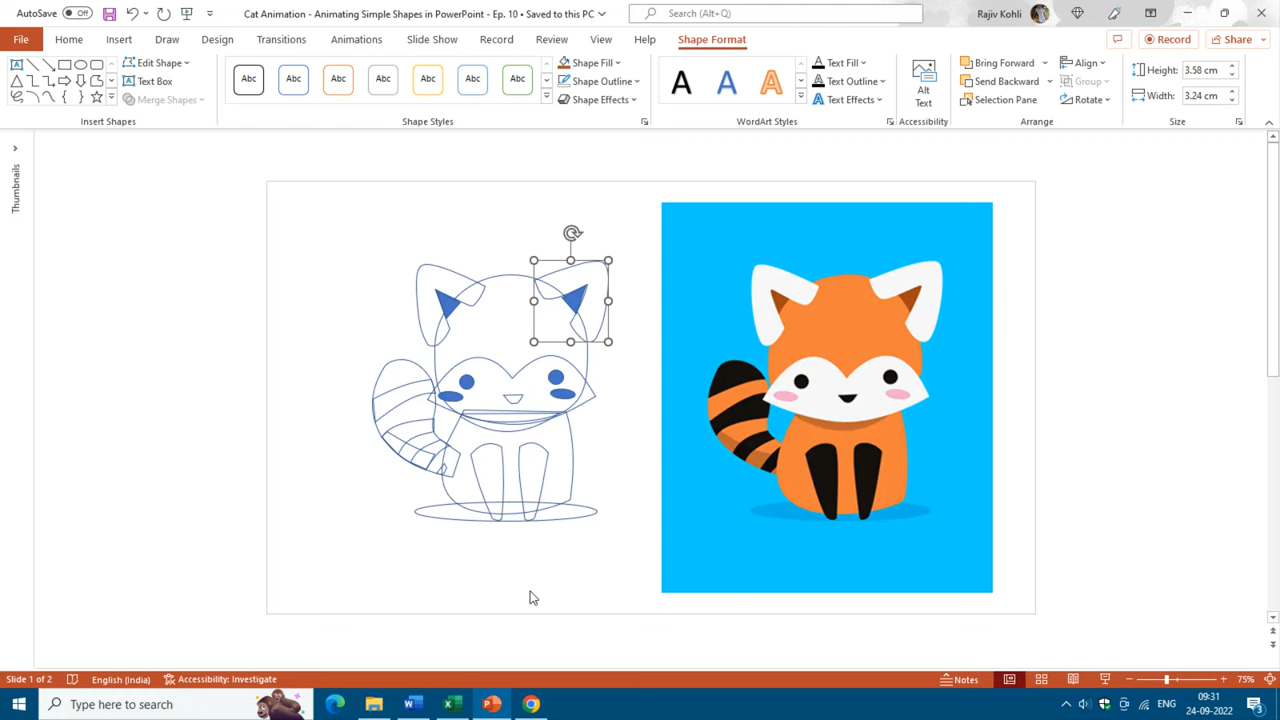 AutoSave Off Cat Animation - Animating Simple Shapes in PowerPoint - Ep. 10 • Saved to this PC Search (Alt+Q) Rajiv Kohli
File Home Insert Draw Design Transitions Animations Slide Show Record Review View Help Shape Format Record Share
Edit Shape
Text Box
Merge Shapes
Insert Shapes
Abc Abc Abc Abc Abc Abc Abc
Shape Styles
Shape Fill
Shape Outline
Shape Effects
A A A
WordArt Styles
Text Fill
Text Outline
Text Effects
Alt
Text
Accessibility
Bring Forward
Send Backward
Selection Pane
Align
Group
Rotate
Arrange
Height: 3.58 cm
Width: 3.24 cm
Size
Thumbnails
Slide 1 of 2 English (India) Accessibility: Investigate Notes 75%
Type here to search
ENG
09:31
24-09-2022
3